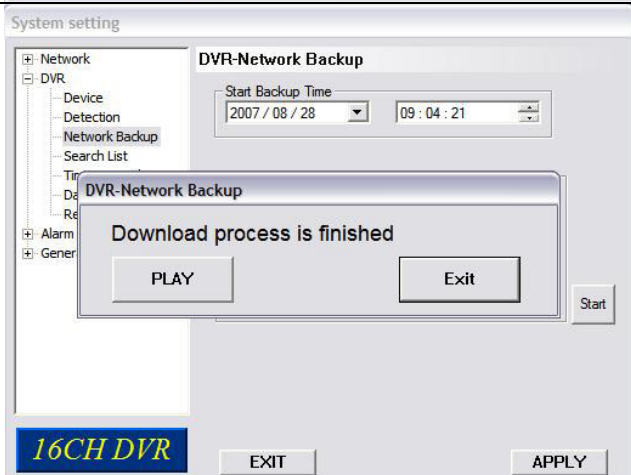 System setting
Network
DVR
Device
Detection
Network Backup
Search List
Alarm
DVR-Network Backup
Start Backup Time
2007 / 08 / 28
09 : 04 : 21
DVR-Network Backup
Download process is finished
PLAY
Exit
Start
16CH DVR
EXIT
APPLY